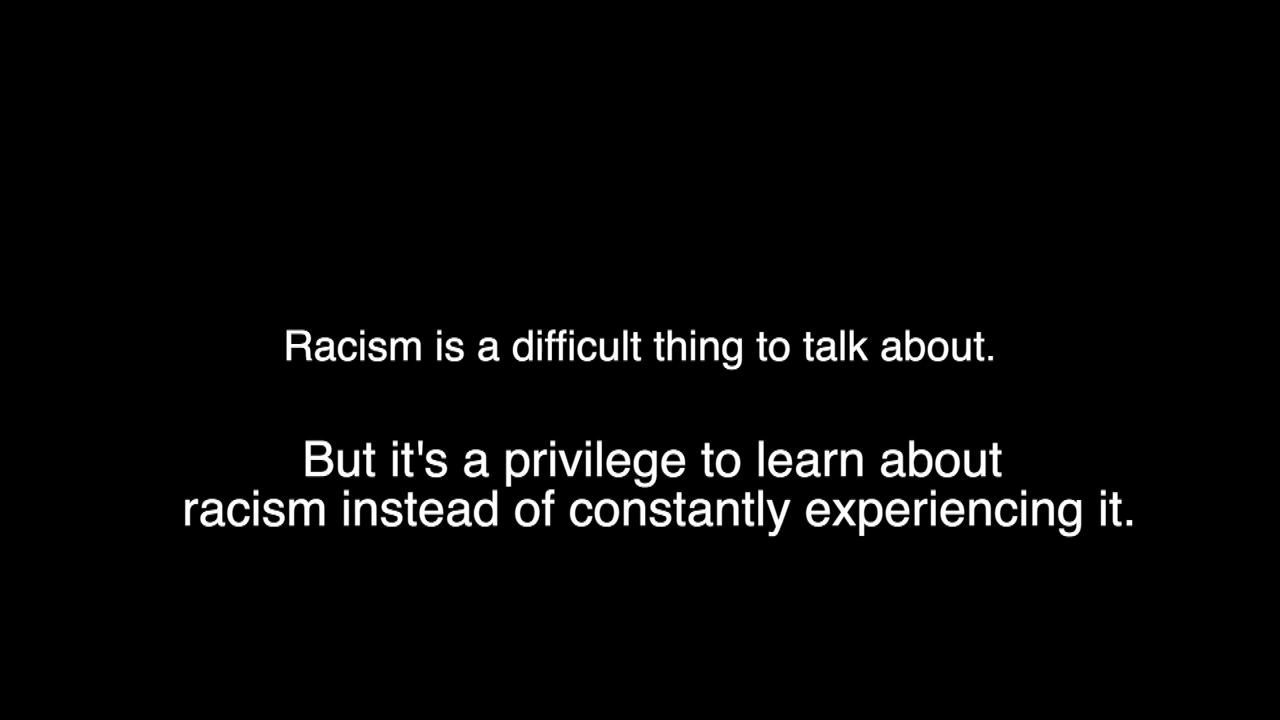 Racism is a difficult thing to talk about.
But it's a privilege to learn about
racism instead of constantly experiencing it.